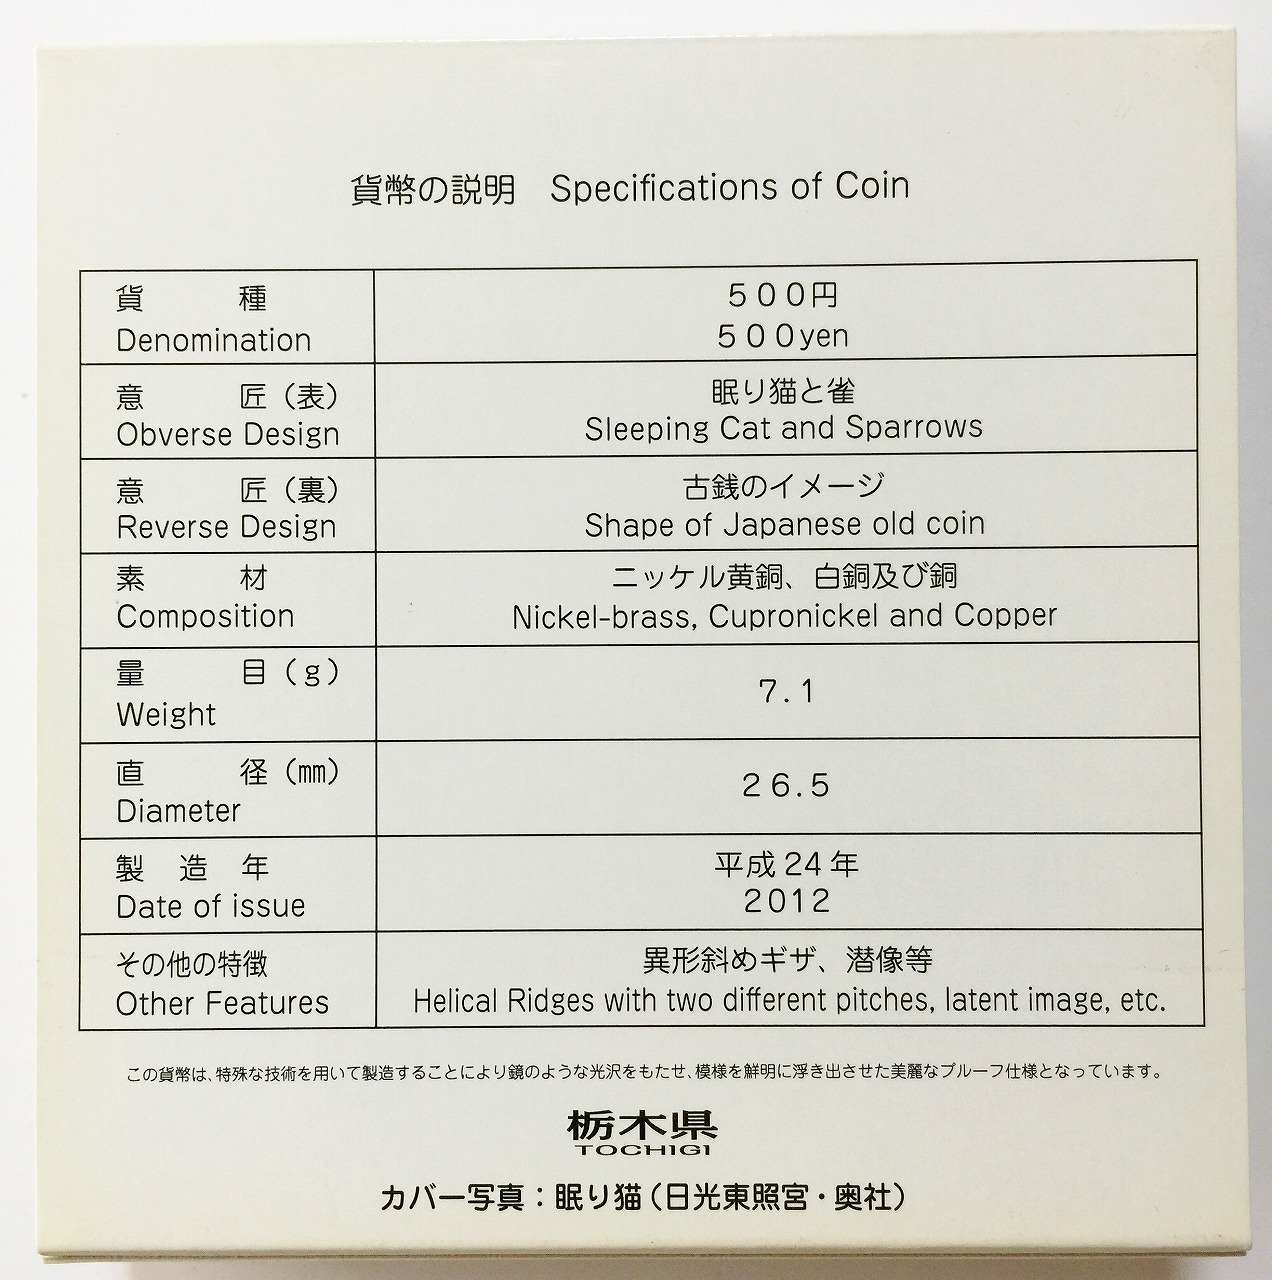 貨幣の説明 Specifications of Coin
貨種
Denomination
５００円
５００yen
意匠（表）
Obverse Design
眠り猫と雀
Sleeping Cat and Sparrows
意匠（裏）
Reverse Design
古銭のイメージ
Shape of Japanese old coin
素材
Composition
ニッケル黄銅、白銅及び銅
Nickel-brass, Cupronickel and Copper
量目（ｇ）
Weight
７.１
直径（㎜）
Diameter
２６.５
製造年
Date of issue
平成24年
2012
その他の特徴
Other Features
異形斜めギザ、潜像等
Helical Ridges with two different pitches, latent image, etc.
この貨幣は、特殊な技術を用いて製造することにより鏡のような光沢をもたせ、模様を鮮明に浮き出させた美麗なプルーフ仕様となっています。
栃木県
TOCHIGI
カバー写真：眠り猫（日光東照宮・奥社）